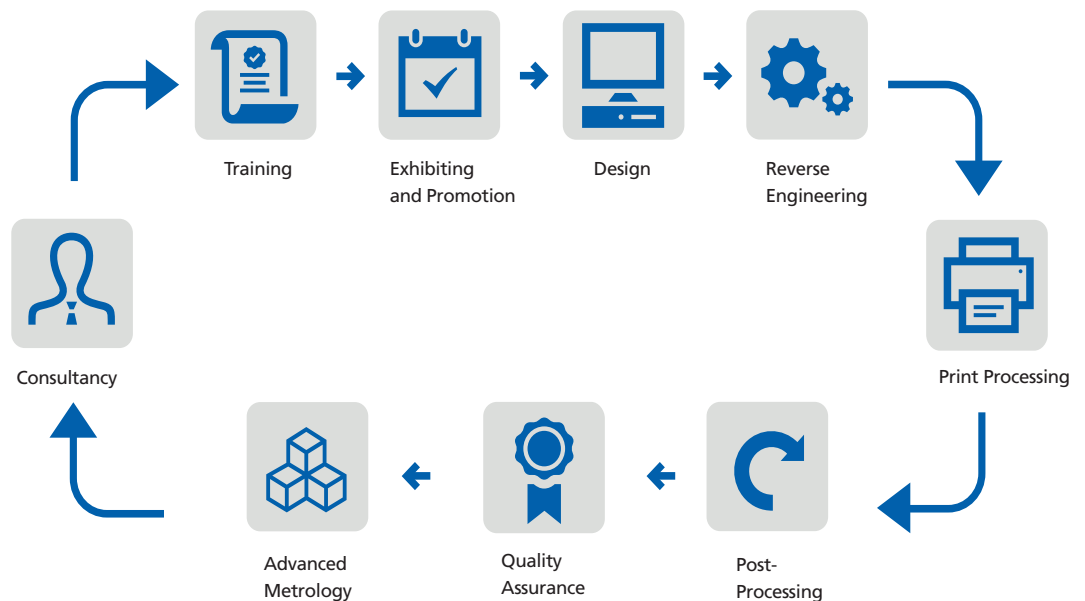 Training
Exhibiting
and Promotion
Design
Reverse
Engineering
Consultancy
Print Processing
Advanced
Metrology
Quality
Assurance
Post-
Processing